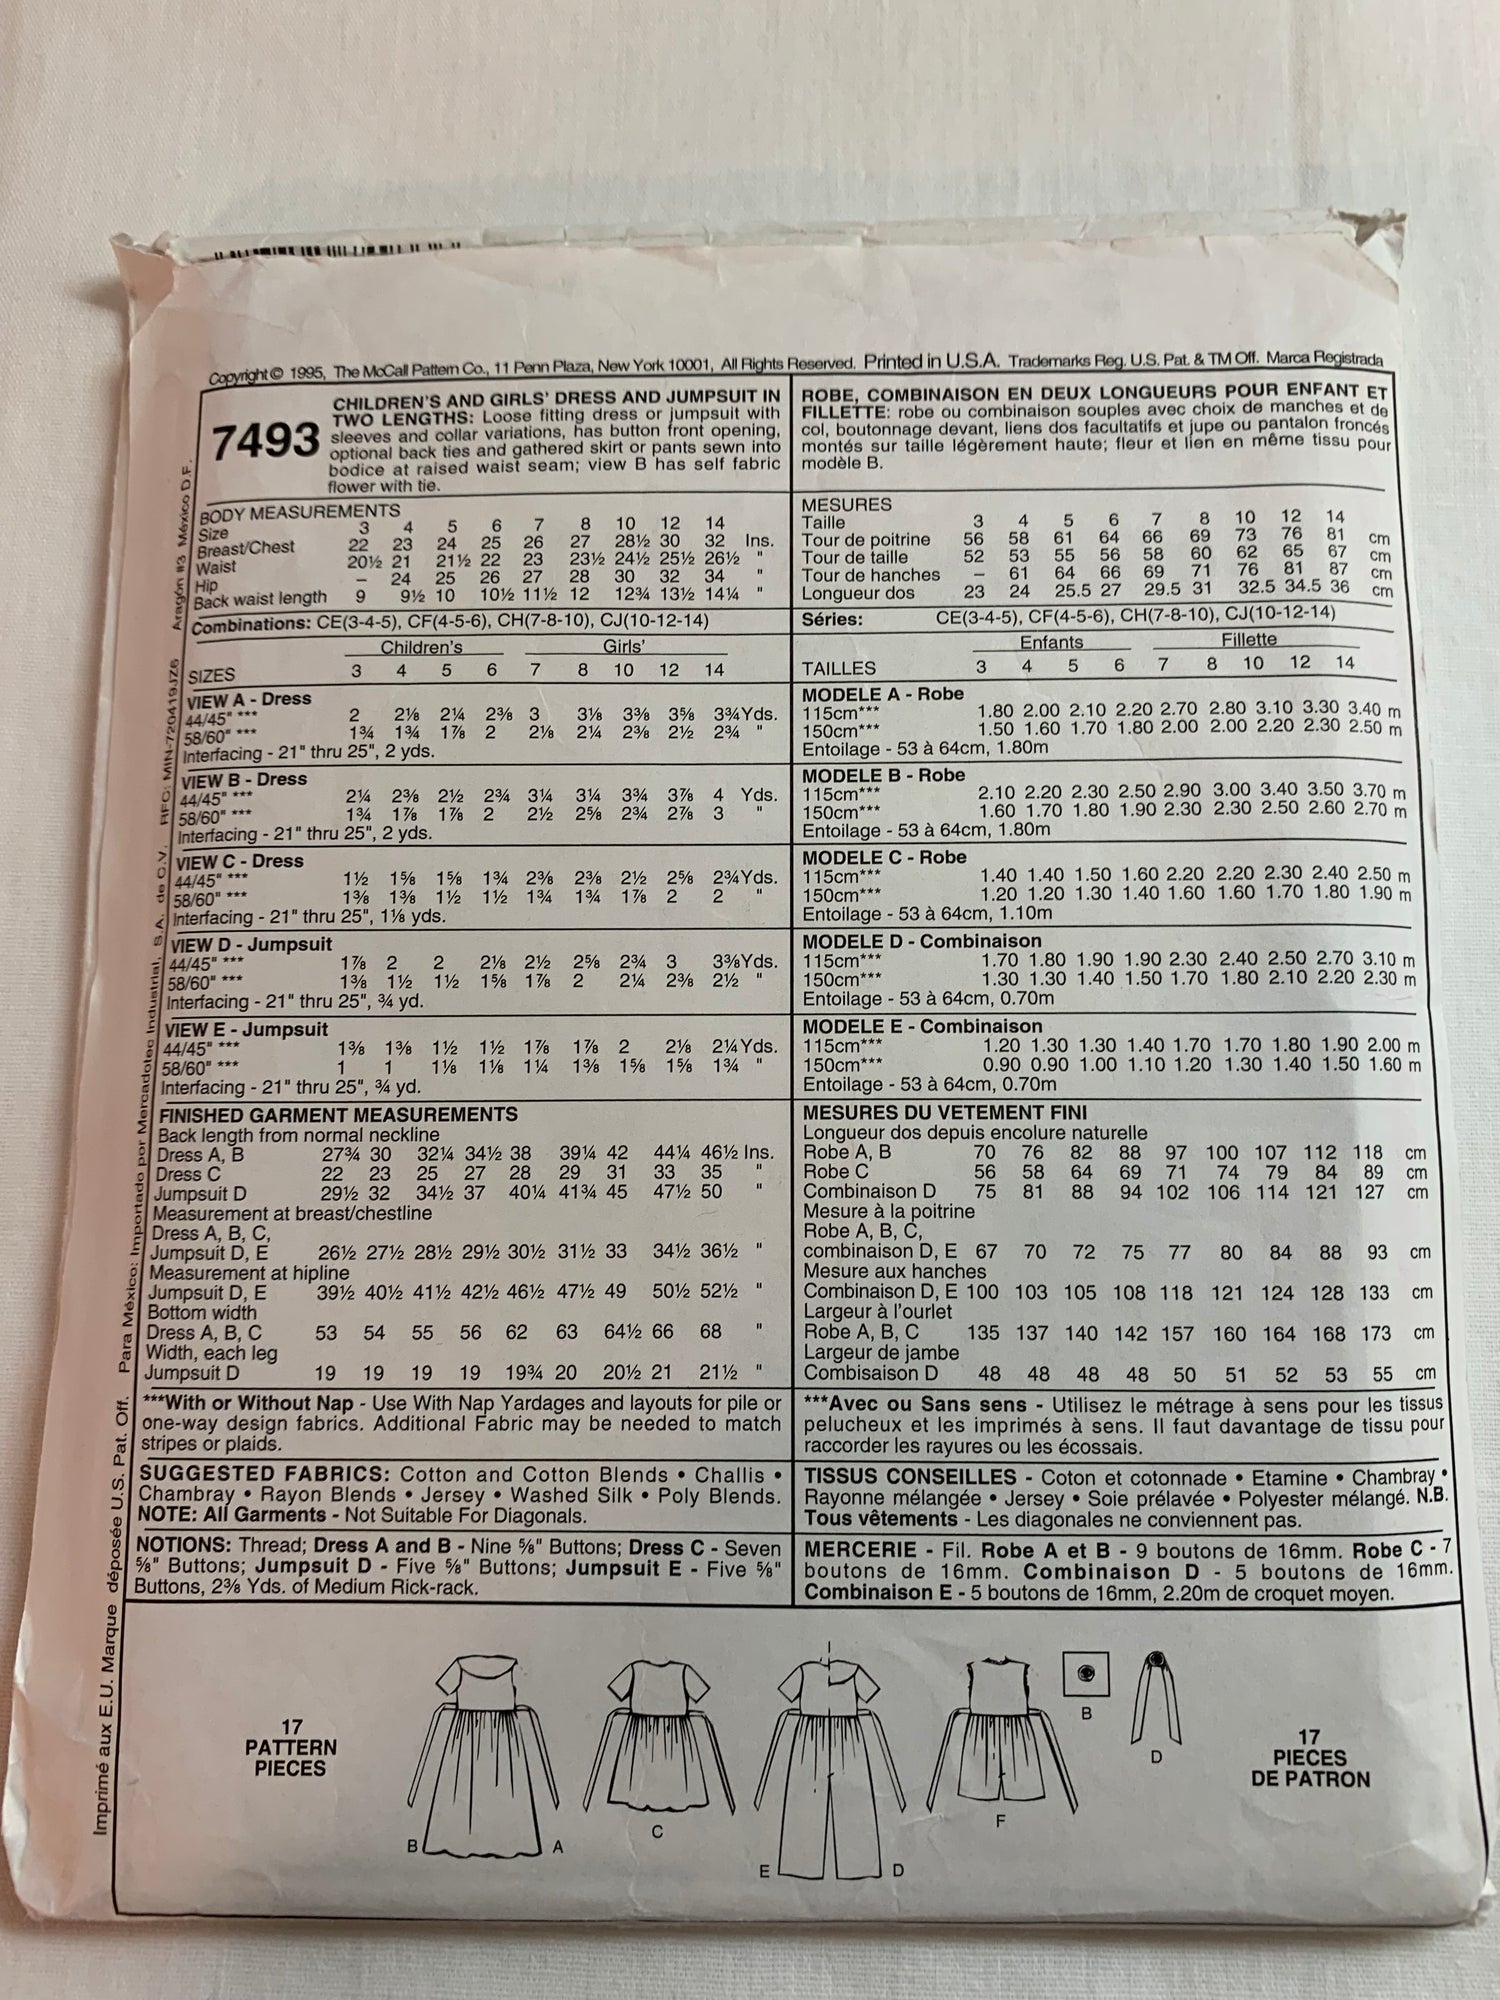 Copyright © 1995, The McCall Pattern Co., 11 Penn Plaza, New York 10001, All Rights Reserved. Printed in U.S.A. Trademarks Reg. U.S. Pat. & TM Off. Marca Registrada
7493
CHILDREN'S AND GIRLS' DRESS AND JUMPSUIT IN
TWO LENGTHS: Loose fitting dress or jumpsuit with
sleeves and collar variations, has button front opening,
optional back ties and gathered skirt or pants sewn into
bodice at raised waist seam; view B has self fabric
flower with tie.
BODY MEASUREMENTS
Size 3 4 5 6 7 8 10 12 14
Breast/Chest 22 23 24 25 26 27 28½ 30 32 Ins.
Waist 20½ 21 21½ 22 23 23½ 24½ 25½ 26½ "
Hip – 24 25 26 27 28 30 32 34 "
Back waist length 9 9½ 10 10½ 11½ 12 12¾ 13½ 14¼ "
Combinations: CE(3-4-5), CF(4-5-6), CH(7-8-10), CJ(10-12-14)
Children's Girls'
SIZES 3 4 5 6 7 8 10 12 14
VIEW A - Dress
44/45" *** 2 2⅛ 2¼ 2⅜ 3 3⅛ 3⅜ 3⅝ 3¾ Yds.
58/60" *** 1¾ 1¾ 1⅞ 2 2⅛ 2¼ 2⅜ 2½ 2¾ "
Interfacing - 21" thru 25", 2 yds.
VIEW B - Dress
44/45" *** 2¼ 2⅜ 2½ 2¾ 3¼ 3¼ 3¾ 3⅞ 4 Yds.
58/60" *** 1¾ 1⅞ 1⅞ 2 2½ 2⅝ 2¾ 2⅞ 3 "
Interfacing - 21" thru 25", 2 yds.
VIEW C - Dress
44/45" *** 1½ 1⅝ 1⅝ 1¾ 2⅜ 2⅜ 2½ 2⅝ 2¾ Yds.
58/60" *** 1⅜ 1⅜ 1½ 1½ 1¾ 1¾ 1⅞ 2 2 "
Interfacing - 21" thru 25", 1⅛ yds.
VIEW D - Jumpsuit
44/45" *** 1⅞ 2 2 2⅛ 2½ 2⅝ 2¾ 3 3⅜ Yds.
58/60" *** 1⅜ 1½ 1½ 1⅝ 1⅞ 2 2¼ 2⅜ 2½ "
Interfacing - 21" thru 25", ¾ yd.
VIEW E - Jumpsuit
44/45" *** 1⅜ 1⅜ 1½ 1½ 1⅞ 1⅞ 2 2⅛ 2¼ Yds.
58/60" *** 1 1 1⅛ 1⅛ 1¼ 1⅜ 1⅝ 1⅝ 1¾ "
Interfacing - 21" thru 25", ¾ yd.
FINISHED GARMENT MEASUREMENTS
Back length from normal neckline
Dress A, B 27¾ 30 32¼ 34½ 38 39¼ 42 44¼ 46½ Ins.
Dress C 22 23 25 27 28 29 31 33 35 "
Jumpsuit D 29½ 32 34½ 37 40¼ 41¾ 45 47½ 50 "
Measurement at breast/chestline
Dress A, B, C,
Jumpsuit D, E 26½ 27½ 28½ 29½ 30½ 31½ 33 34½ 36½ "
Measurement at hipline
Jumpsuit D, E 39½ 40½ 41½ 42½ 46½ 47½ 49 50½ 52½ "
Bottom width
Dress A, B, C 53 54 55 56 62 63 64½ 66 68 "
Width, each leg
Jumpsuit D 19 19 19 19 19¾ 20 20½ 21 21½ "
***With or Without Nap - Use With Nap Yardages and layouts for pile or
one-way design fabrics. Additional Fabric may be needed to match
stripes or plaids.
SUGGESTED FABRICS: Cotton and Cotton Blends • Challis •
Chambray • Rayon Blends • Jersey • Washed Silk • Poly Blends.
NOTE: All Garments - Not Suitable For Diagonals.
NOTIONS: Thread; Dress A and B - Nine ⅝" Buttons; Dress C - Seven
⅝" Buttons; Jumpsuit D - Five ⅝" Buttons; Jumpsuit E - Five ⅝"
Buttons, 2⅜ Yds. of Medium Rick-rack.
ROBE, COMBINAISON EN DEUX LONGUEURS POUR ENFANT ET
FILLETTE: robe ou combinaison souples avec choix de manches et de
col, boutonnage devant, liens dos facultatifs et jupe ou pantalon froncés
montés sur taille légèrement haute; fleur et lien en même tissu pour
modèle B.
MESURES
Taille 3 4 5 6 7 8 10 12 14
Tour de poitrine 56 58 61 64 66 69 73 76 81 cm
Tour de taille 52 53 55 56 58 60 62 65 67 cm
Tour de hanches – 61 64 66 69 71 76 81 87 cm
Longueur dos 23 24 25.5 27 29.5 31 32.5 34.5 36 cm
Séries: CE(3-4-5), CF(4-5-6), CH(7-8-10), CJ(10-12-14)
Enfants Fillette
TAILLES 3 4 5 6 7 8 10 12 14
MODELE A - Robe
115cm*** 1.80 2.00 2.10 2.20 2.70 2.80 3.10 3.30 3.40 m
150cm*** 1.50 1.60 1.70 1.80 2.00 2.00 2.20 2.30 2.50 m
Entoilage - 53 à 64cm, 1.80m
MODELE B - Robe
115cm*** 2.10 2.20 2.30 2.50 2.90 3.00 3.40 3.50 3.70 m
150cm*** 1.60 1.70 1.80 1.90 2.30 2.30 2.50 2.60 2.70 m
Entoilage - 53 à 64cm, 1.80m
MODELE C - Robe
115cm*** 1.40 1.40 1.50 1.60 2.20 2.20 2.30 2.40 2.50 m
150cm*** 1.20 1.20 1.30 1.40 1.60 1.60 1.70 1.80 1.90 m
Entoilage - 53 à 64cm, 1.10m
MODELE D - Combinaison
115cm*** 1.70 1.80 1.90 1.90 2.30 2.40 2.50 2.70 3.10 m
150cm*** 1.30 1.30 1.40 1.50 1.70 1.80 2.10 2.20 2.30 m
Entoilage - 53 à 64cm, 0.70m
MODELE E - Combinaison
115cm*** 1.20 1.30 1.30 1.40 1.70 1.70 1.80 1.90 2.00 m
150cm*** 0.90 0.90 1.00 1.10 1.20 1.30 1.40 1.50 1.60 m
Entoilage - 53 à 64cm, 0.70m
MESURES DU VETEMENT FINI
Longueur dos depuis encolure naturelle
Robe A, B 70 76 82 88 97 100 107 112 118 cm
Robe C 56 58 64 69 71 74 79 84 89 cm
Combinaison D 75 81 88 94 102 106 114 121 127 cm
Mesure à la poitrine
Robe A, B, C,
combinaison D, E 67 70 72 75 77 80 84 88 93 cm
Mesure aux hanches
Combinaison D, E 100 103 105 108 118 121 124 128 133 cm
Largeur à l'ourlet
Robe A, B, C 135 137 140 142 157 160 164 168 173 cm
Largeur de jambe
Combisaison D 48 48 48 48 50 51 52 53 55 cm
***Avec ou Sans sens - Utilisez le métrage à sens pour les tissus
pelucheux et les imprimés à sens. Il faut davantage de tissu pour
raccorder les rayures ou les écossais.
TISSUS CONSEILLES - Coton et cotonnade • Etamine • Chambray •
Rayonne mélangée • Jersey • Soie prélavée • Polyester mélangé. N.B.
Tous vêtements - Les diagonales ne conviennent pas.
MERCERIE - Fil. Robe A et B - 9 boutons de 16mm. Robe C - 7
boutons de 16mm. Combinaison D - 5 boutons de 16mm.
Combinaison E - 5 boutons de 16mm, 2.20m de croquet moyen.
17
PATTERN
PIECES
B A
C
E D
F
B
D
17
PIECES
DE PATRON
Imprimé aux E.U. Marque déposée U.S. Pat. Off. Para México: Importado por Mercadotec Industrial, S.A. de C.V. RFC: MIN-720419JZ6 Aragón #3 México D.F.